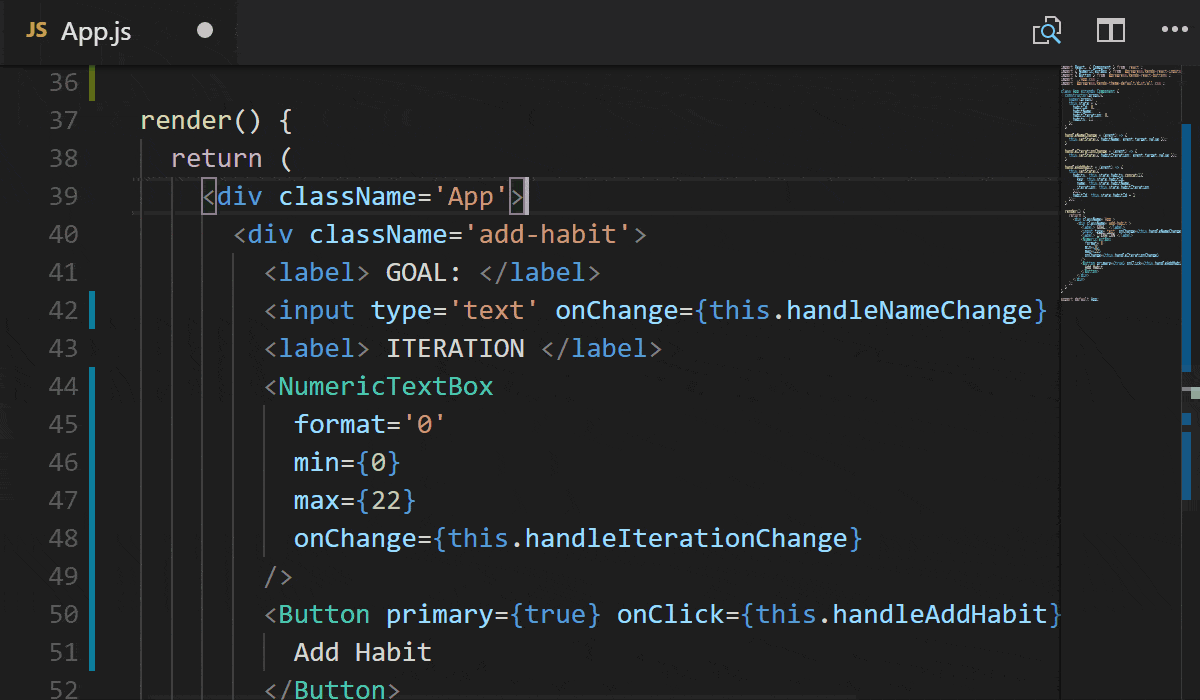 JS App.js
36
37 render() {
38 return (
39 <div className='App'>
40 <div className='add-habit'>
41 <label> GOAL: </label>
42 <input type='text' onChange={this.handleNameChange}
43 <label> ITERATION </label>
44 <NumericTextBox
45 format='0'
46 min={0}
47 max={22}
48 onChange={this.handleIterationChange}
49 />
50 <Button primary={true} onClick={this.handleAddHabit}
51 Add Habit
52 </Button>